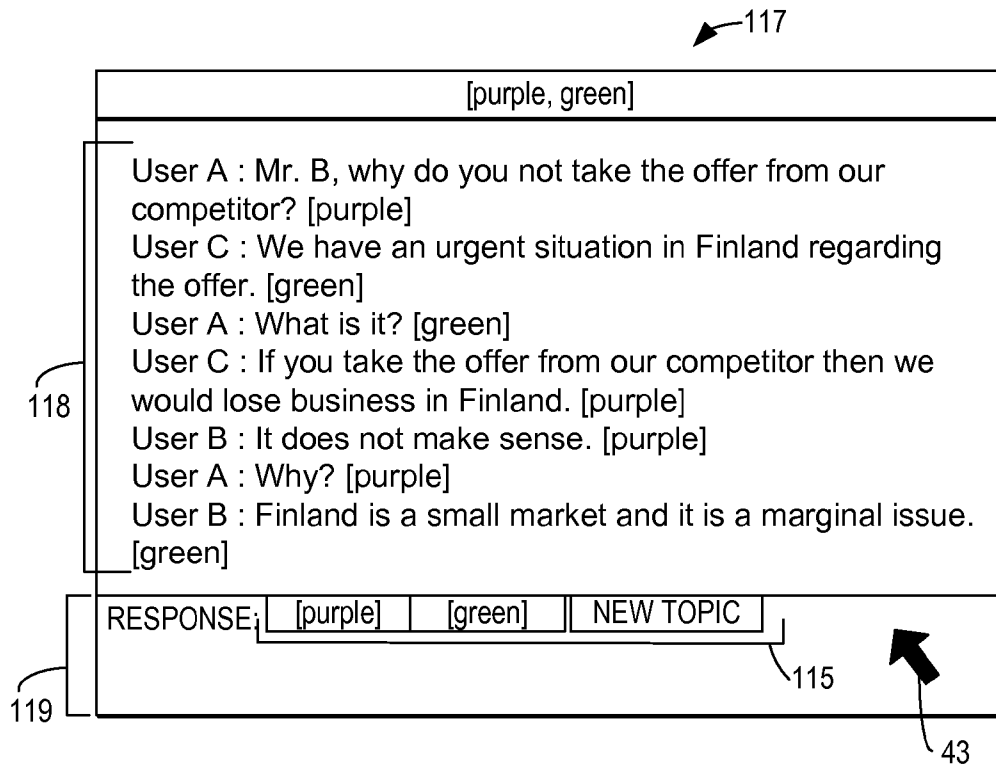 117
[purple, green]
User A : Mr. B, why do you not take the offer from our
competitor? [purple]
User C : We have an urgent situation in Finland regarding
the offer. [green]
User A : What is it? [green]
User C : If you take the offer from our competitor then we
would lose business in Finland. [purple]
118
User B : It does not make sense. [purple]
User A : Why? [purple]
User B : Finland is a small market and it is a marginal issue.
[green]
RESPONSE: [purple] [green] NEW TOPIC
115
119
43